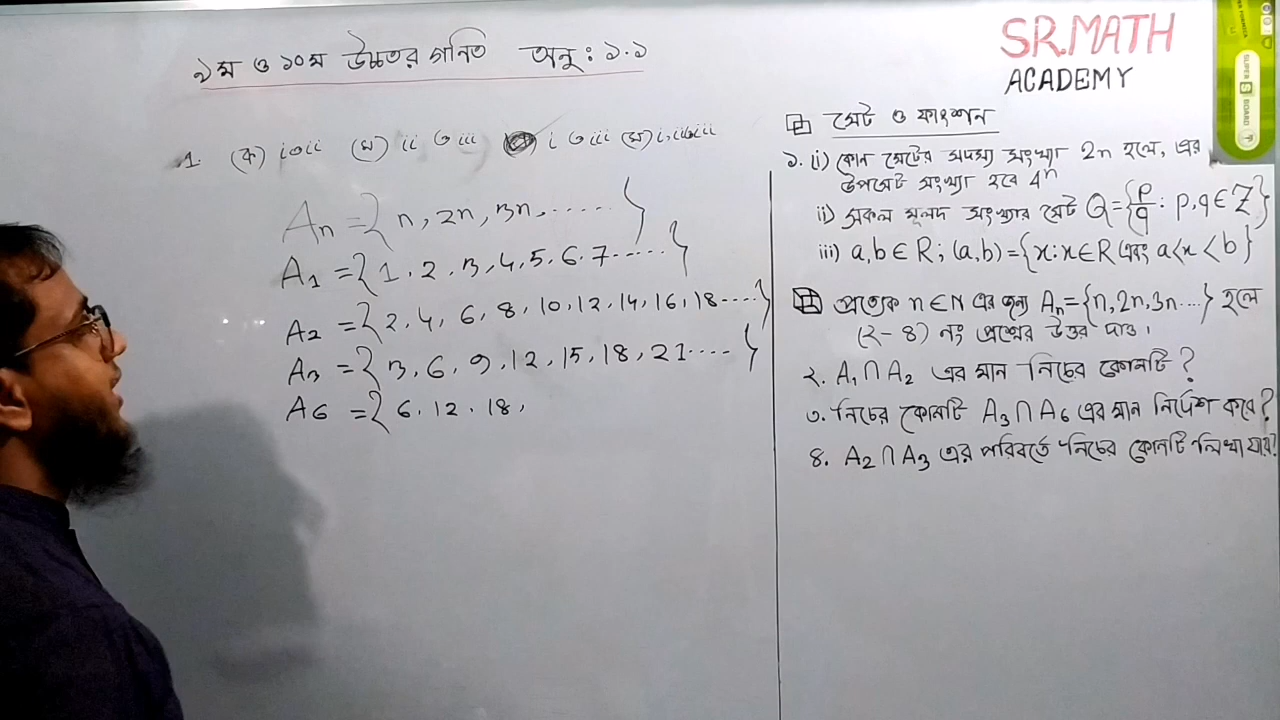 ৯ম ও ১০ম উচ্চতর গনিত অনু: ১.১
1. (ক) i ও ii (খ) ii ও iii i ও iii (ঘ) i, ii ও iii
An = { n, 2n, 3n, ...... }
A1 = { 1, 2, 3, 4, 5, 6, 7 ..... }
A2 = { 2, 4, 6, 8, 10, 12, 14, 16, 18 .... }
A3 = { 3, 6, 9, 12, 15, 18, 21 .... }
A6 = { 6, 12, 18,
SR.MATH
ACADEMY
সেট ও ফাংশন
১. (i) কোন সেটের সদস্য সংখ্যা 2n হলে, এর
উপসেট সংখ্যা হবে 4ⁿ
ii) সকল মূলদ সংখ্যার সেট Q = {p/q : p, q ∈ Z}
iii) a, b ∈ R ; (a, b) = {x : x ∈ R এবং a < x < b}
প্রত্যেক n ∈ N এর জন্য An = {n, 2n, 3n ....} হলে
(২-৪) নং প্রশ্নের উত্তর দাও।
২. A1 ∩ A2 এর মান নিচের কোনটি?
৩. নিচের কোনটি A3 ∩ A6 এর মান নির্দেশ করে?
৪. A2 ∩ A3 এর পরিবর্তে নিচের কোনটি লিখা যায়?
SUPER BOARD